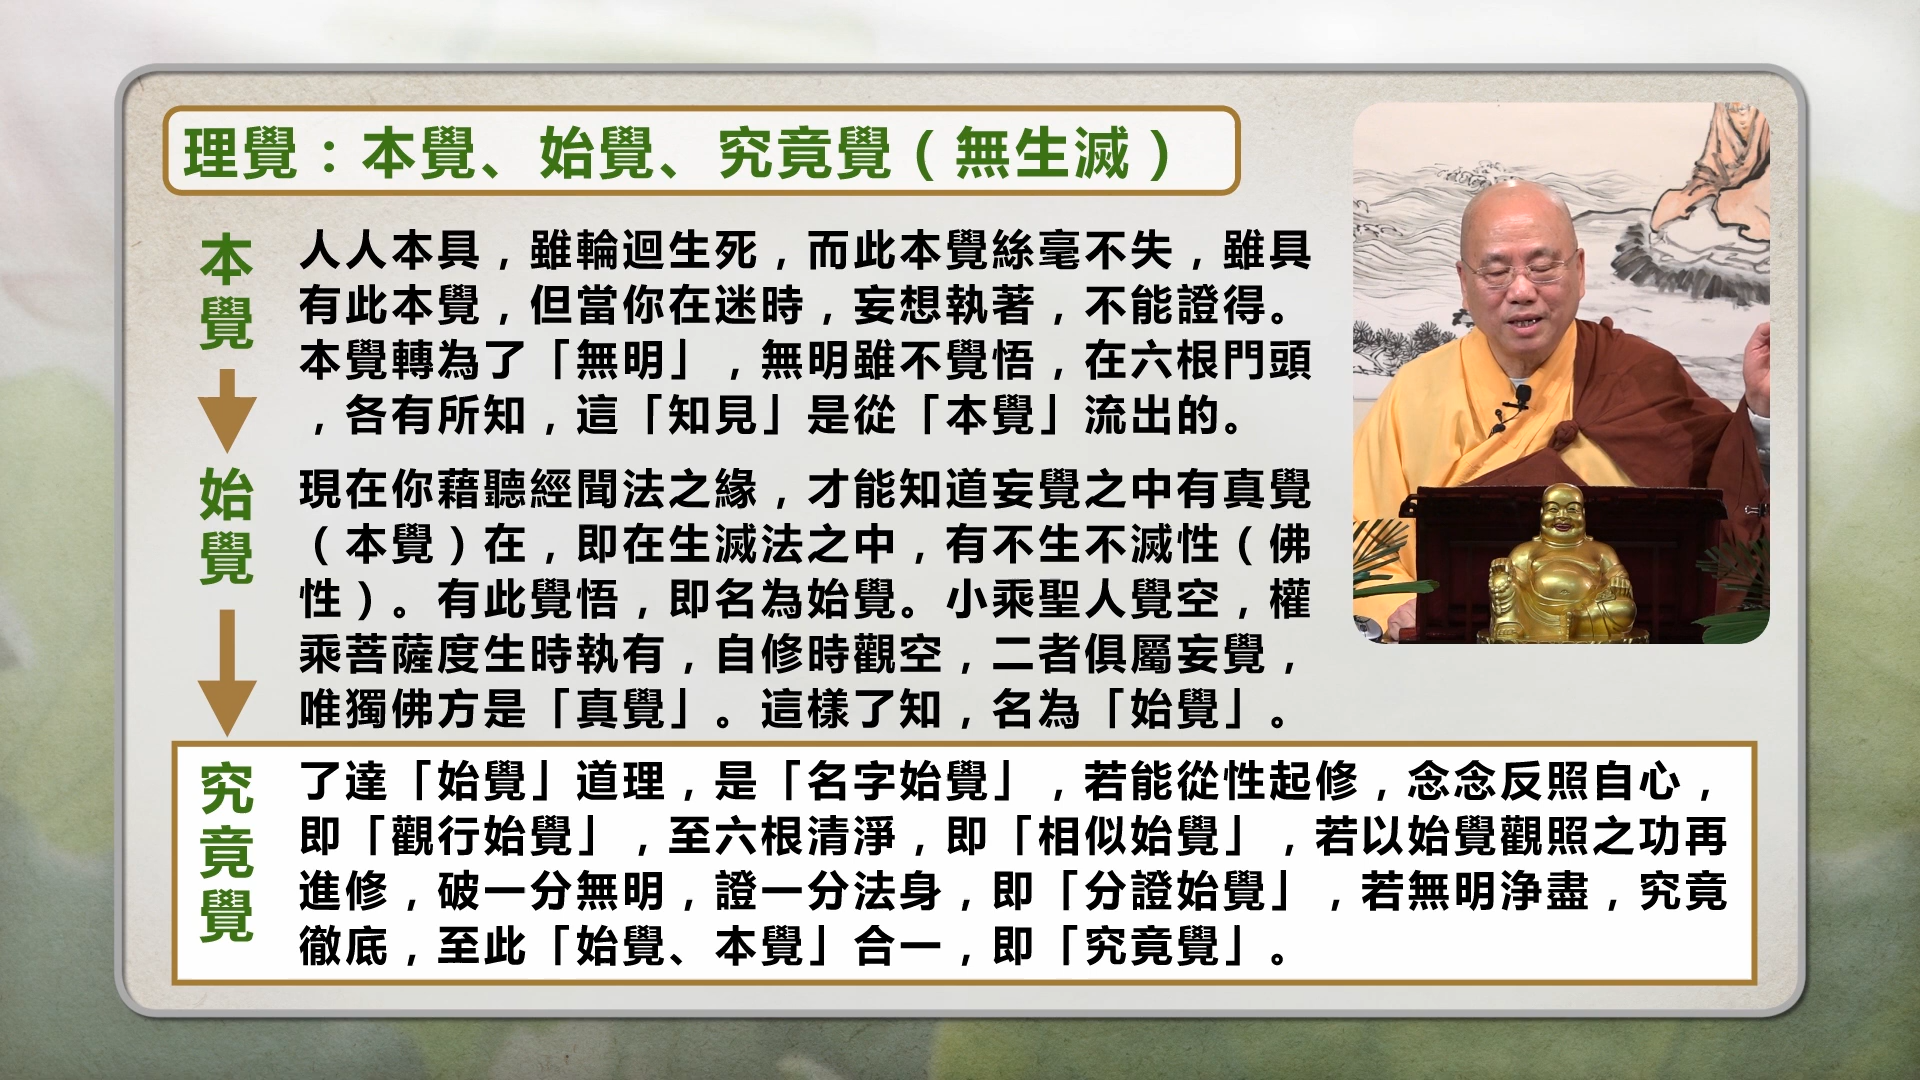 理覺：本覺、始覺、究竟覺（無生滅）
本覺
人人本具，雖輪迴生死，而此本覺絲毫不失，雖具
有此本覺，但當你在迷時，妄想執著，不能證得。
本覺轉為了「無明」，無明雖不覺悟，在六根門頭
，各有所知，這「知見」是從「本覺」流出的。
始覺
現在你藉聽經聞法之緣，才能知道妄覺之中有真覺
（本覺）在，即在生滅法之中，有不生不滅性（佛
性）。有此覺悟，即名為始覺。小乘聖人覺空，權
乘菩薩度生時執有，自修時觀空，二者俱屬妄覺，
唯獨佛方是「真覺」。這樣了知，名為「始覺」。
究竟覺
了達「始覺」道理，是「名字始覺」，若能從性起修，念念反照自心，
即「觀行始覺」，至六根清淨，即「相似始覺」，若以始覺觀照之功再
進修，破一分無明，證一分法身，即「分證始覺」，若無明淨盡，究竟
徹底，至此「始覺、本覺」合一，即「究竟覺」。